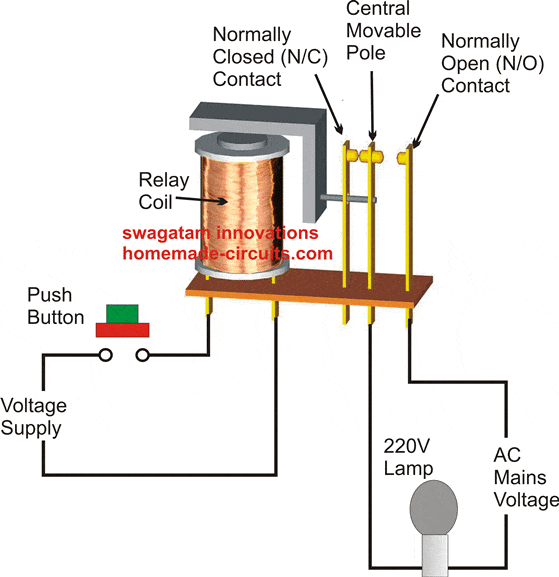 Central
Movable
Pole
Normally
Closed (N/C)
Contact
Normally
Open (N/O)
Contact
Relay
Coil
swagatam innovations
homemade-circuits.com
Push
Button
Voltage
Supply
220V
Lamp
AC
Mains
Voltage